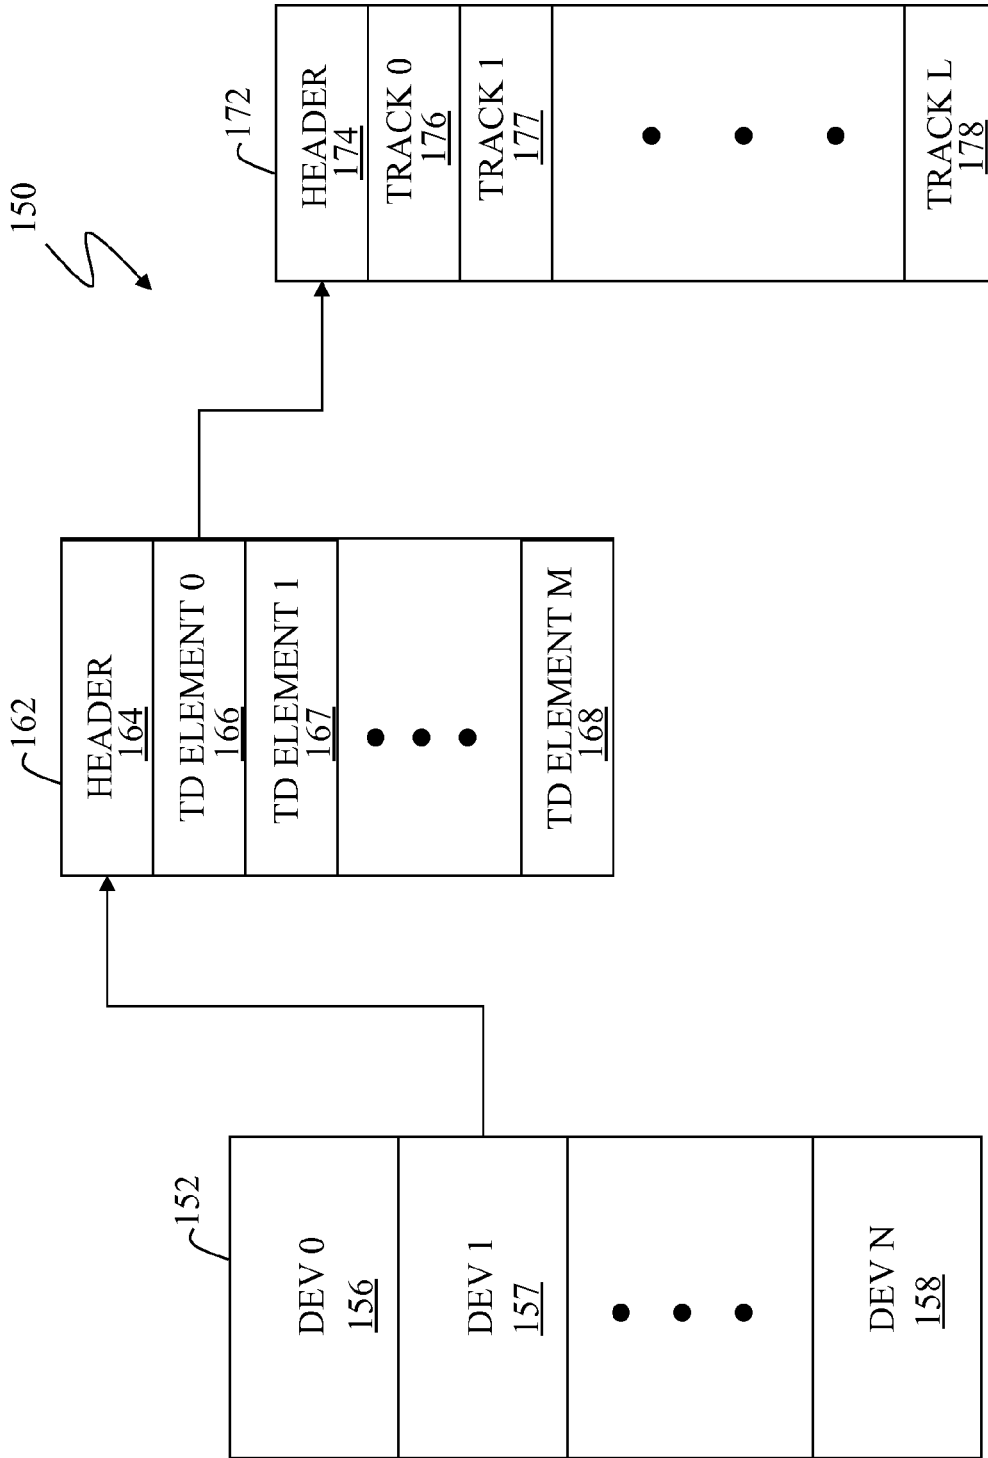 150
152
DEV 0
156
DEV 1
157
DEV N
158
162
HEADER
164
TD ELEMENT 0
166
TD ELEMENT 1
167
TD ELEMENT M
168
172
HEADER
174
TRACK 0
176
TRACK 1
177
TRACK L
178